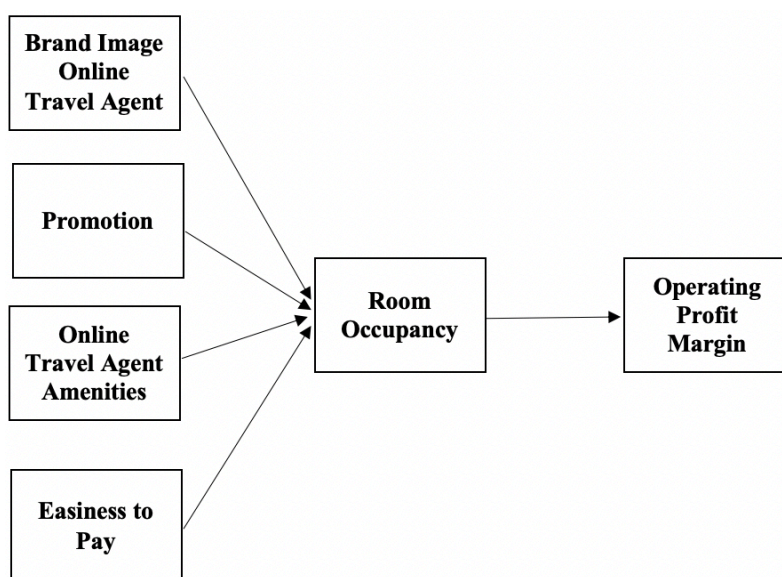 Brand Image
Online
Travel Agent
Promotion
Online
Travel Agent
Amenities
Easiness to
Pay
Room
Occupancy
Operating
Profit
Margin